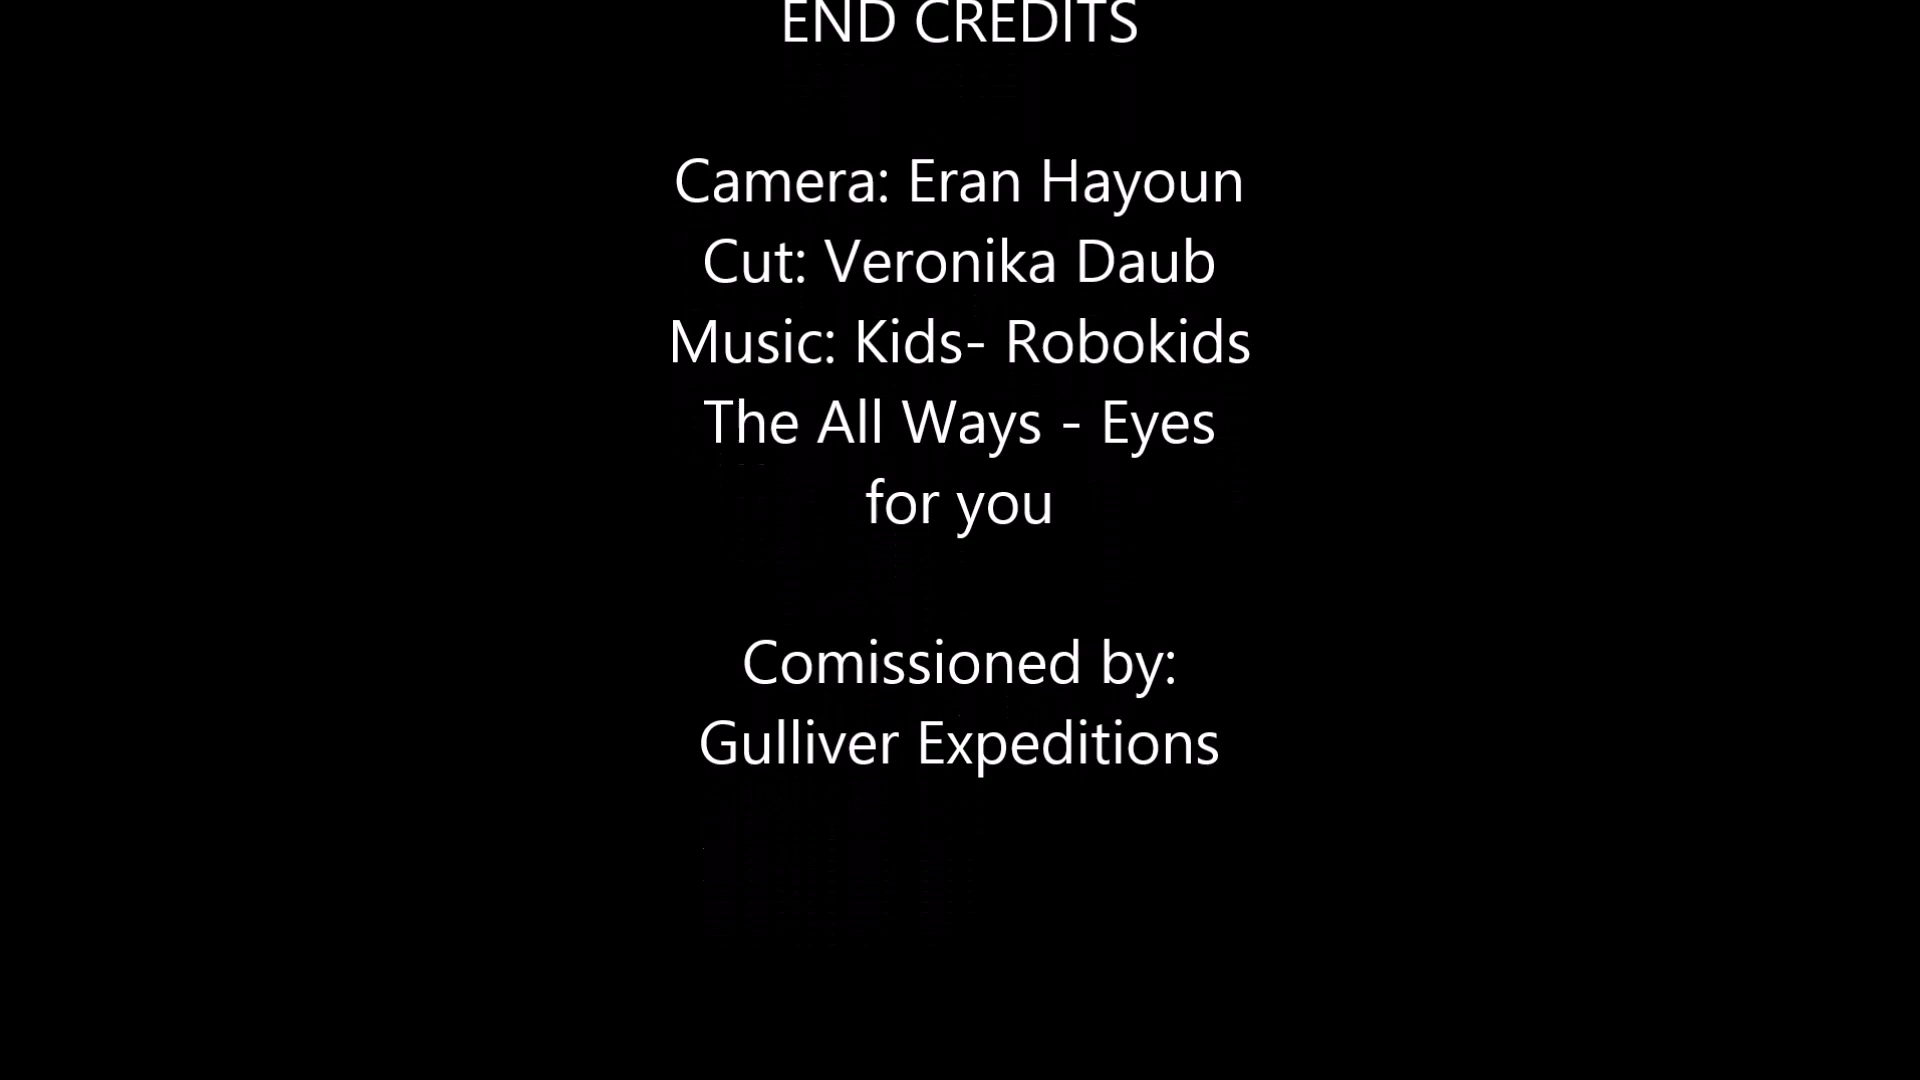 END CREDITS
Camera: Eran Hayoun
Cut: Veronika Daub
Music: Kids- Robokids
The All Ways - Eyes
for you
Comissioned by:
Gulliver Expeditions